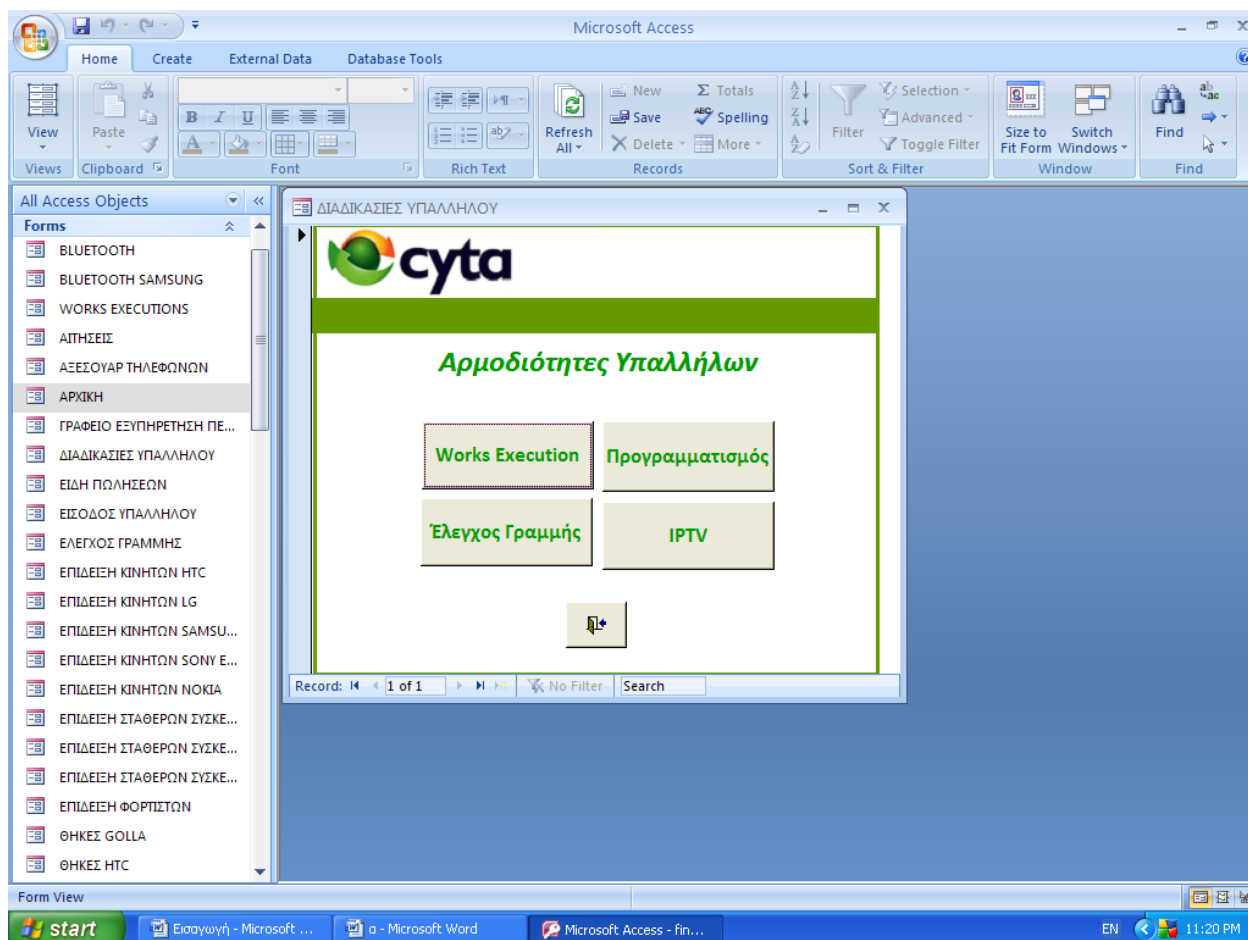 Microsoft Access
Home Create External Data Database Tools
View Paste B I U A Refresh All New Save Delete Σ Totals ABC Spelling More A Z Z A Filter Selection Advanced Toggle Filter Size to Fit Form Switch Windows Find ab ac
Views Clipboard Font Rich Text Records Sort & Filter Window Find
All Access Objects
Forms
BLUETOOTH
BLUETOOTH SAMSUNG
WORKS EXECUTIONS
ΑΙΤΗΣΕΙΣ
ΑΞΕΣΟΥΑΡ ΤΗΛΕΦΩΝΩΝ
ΑΡΧΙΚΗ
ΓΡΑΦΕΙΟ ΕΞΥΠΗΡΕΤΗΣΗ ΠΕ...
ΔΙΑΔΙΚΑΣΙΕΣ ΥΠΑΛΛΗΛΟΥ
ΕΙΔΗ ΠΩΛΗΣΕΩΝ
ΕΙΣΟΔΟΣ ΥΠΑΛΛΗΛΟΥ
ΕΛΕΓΧΟΣ ΓΡΑΜΜΗΣ
ΕΠΙΔΕΙΞΗ ΚΙΝΗΤΩΝ HTC
ΕΠΙΔΕΙΞΗ ΚΙΝΗΤΩΝ LG
ΕΠΙΔΕΙΞΗ ΚΙΝΗΤΩΝ SAMSU...
ΕΠΙΔΕΙΞΗ ΚΙΝΗΤΩΝ SONY E...
ΕΠΙΔΕΙΞΗ ΚΙΝΗΤΩΝ NOKIA
ΕΠΙΔΕΙΞΗ ΣΤΑΘΕΡΩΝ ΣΥΣΚΕ...
ΕΠΙΔΕΙΞΗ ΣΤΑΘΕΡΩΝ ΣΥΣΚΕ...
ΕΠΙΔΕΙΞΗ ΣΤΑΘΕΡΩΝ ΣΥΣΚΕ...
ΕΠΙΔΕΙΞΗ ΦΟΡΤΙΣΤΩΝ
ΘΗΚΕΣ GOLLA
ΘΗΚΕΣ HTC
ΔΙΑΔΙΚΑΣΙΕΣ ΥΠΑΛΛΗΛΟΥ
cyta
Αρμοδιότητες Υπαλλήλων
Works Execution Προγραμματισμός
Έλεγχος Γραμμής IPTV
Record: 1 of 1 No Filter Search
Form View
start Εισαγωγή - Microsoft ... α - Microsoft Word Microsoft Access - fin... EN 11:20 PM